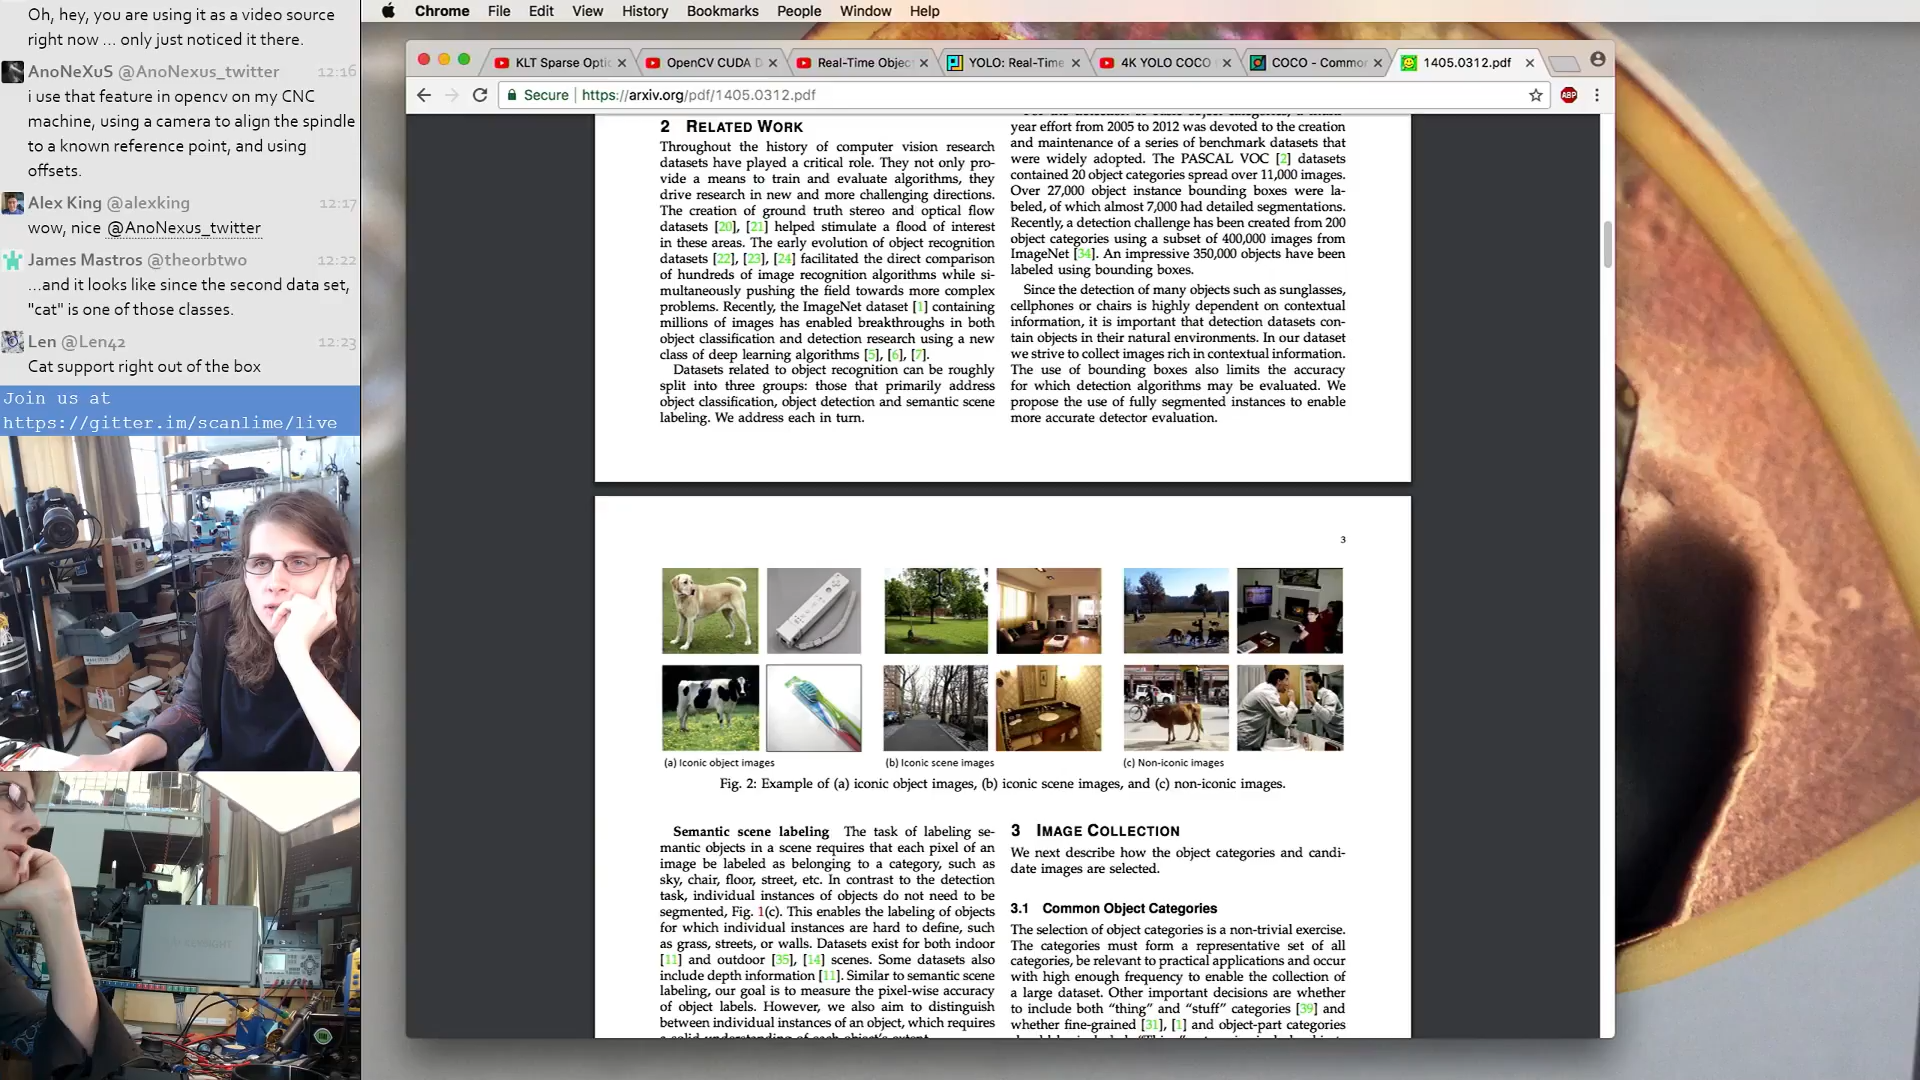 Oh, hey, you are using it as a video source
right now ... only just noticed it there.
AnoNeXuS @AnoNexus_twitter 12:16
i use that feature in opencv on my CNC
machine, using a camera to align the spindle
to a known reference point, and using
offsets.
Alex King @alexking 12:17
wow, nice @AnoNexus_twitter
James Mastros @theorbtwo 12:22
...and it looks like since the second data set,
"cat" is one of those classes.
Len @Len42 12:23
Cat support right out of the box
Join us at
https://gitter.im/scanlime/live
Chrome File Edit View History Bookmarks People Window Help
KLT Sparse Optic
OpenCV CUDA D
Real-Time Object
YOLO: Real-Time
4K YOLO COCO
COCO - Common
1405.0312.pdf
Secure | https://arxiv.org/pdf/1405.0312.pdf
ABP
2 RELATED WORK
Throughout the history of computer vision research
datasets have played a critical role. They not only pro-
vide a means to train and evaluate algorithms, they
drive research in new and more challenging directions.
The creation of ground truth stereo and optical flow
datasets [20], [21] helped stimulate a flood of interest
in these areas. The early evolution of object recognition
datasets [22], [23], [24] facilitated the direct comparison
of hundreds of image recognition algorithms while si-
multaneously pushing the field towards more complex
problems. Recently, the ImageNet dataset [1] containing
millions of images has enabled breakthroughs in both
object classification and detection research using a new
class of deep learning algorithms [5], [6], [7].
Datasets related to object recognition can be roughly
split into three groups: those that primarily address
object classification, object detection and semantic scene
labeling. We address each in turn.
year effort from 2005 to 2012 was devoted to the creation
and maintenance of a series of benchmark datasets that
were widely adopted. The PASCAL VOC [2] datasets
contained 20 object categories spread over 11,000 images.
Over 27,000 object instance bounding boxes were la-
beled, of which almost 7,000 had detailed segmentations.
Recently, a detection challenge has been created from 200
object categories using a subset of 400,000 images from
ImageNet [34]. An impressive 350,000 objects have been
labeled using bounding boxes.
Since the detection of many objects such as sunglasses,
cellphones or chairs is highly dependent on contextual
information, it is important that detection datasets con-
tain objects in their natural environments. In our dataset
we strive to collect images rich in contextual information.
The use of bounding boxes also limits the accuracy
for which detection algorithms may be evaluated. We
propose the use of fully segmented instances to enable
more accurate detector evaluation.
3
(a) Iconic object images
(b) Iconic scene images
(c) Non-iconic images
Fig. 2: Example of (a) iconic object images, (b) iconic scene images, and (c) non-iconic images.
Semantic scene labeling The task of labeling se-
mantic objects in a scene requires that each pixel of an
image be labeled as belonging to a category, such as
sky, chair, floor, street, etc. In contrast to the detection
task, individual instances of objects do not need to be
segmented, Fig. 1(c). This enables the labeling of objects
for which individual instances are hard to define, such
as grass, streets, or walls. Datasets exist for both indoor
[11] and outdoor [35], [14] scenes. Some datasets also
include depth information [11]. Similar to semantic scene
labeling, our goal is to measure the pixel-wise accuracy
of object labels. However, we also aim to distinguish
between individual instances of an object, which requires
a solid understanding of each object's extent.
3 IMAGE COLLECTION
We next describe how the object categories and candi-
date images are selected.
3.1 Common Object Categories
The selection of object categories is a non-trivial exercise.
The categories must form a representative set of all
categories, be relevant to practical applications and occur
with high enough frequency to enable the collection of
a large dataset. Other important decisions are whether
to include both “thing” and “stuff” categories [39] and
whether fine-grained [31], [1] and object-part categories